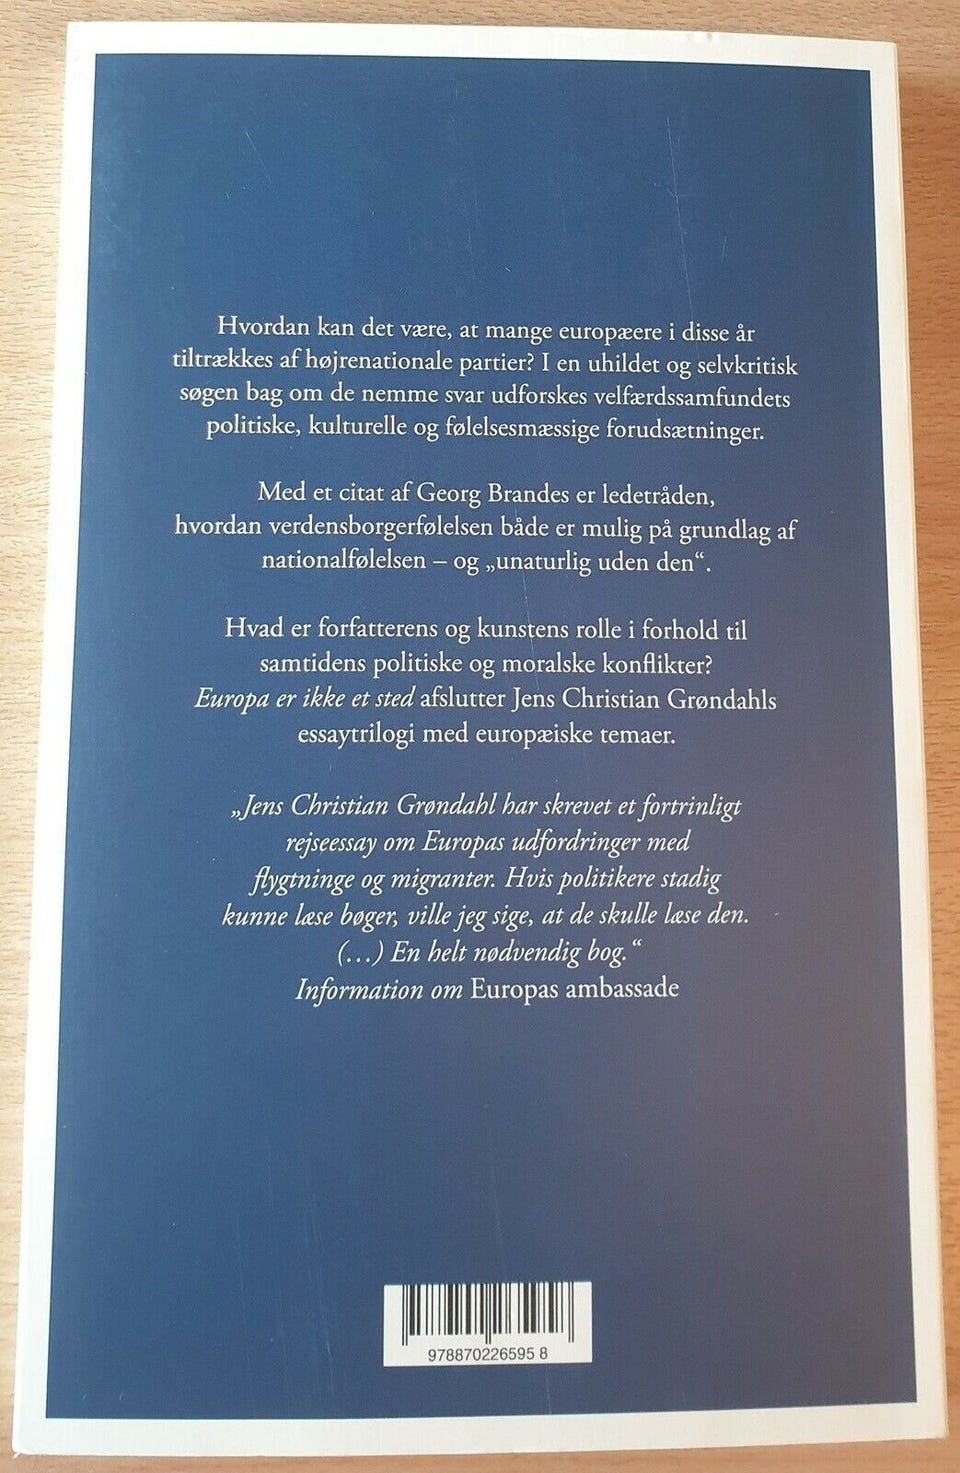 Hvordan kan det være, at mange europæere i disse år
tiltrækkes af højrenationale partier? I en uhildet og selvkritisk
søgen bag om de nemme svar udforskes velfærdssamfundets
politiske, kulturelle og følelsesmæssige forudsætninger.
Med et citat af Georg Brandes er ledetråden,
hvordan verdensborgerfølelsen både er mulig på grundlag af
nationalfølelsen – og „unaturlig uden den“.
Hvad er forfatterens og kunstens rolle i forhold til
samtidens politiske og moralske konflikter?
Europa er ikke et sted afslutter Jens Christian Grøndahls
essaytrilogi med europæiske temaer.
„Jens Christian Grøndahl har skrevet et fortrinligt
rejseessay om Europas udfordringer med
flygtninge og migranter. Hvis politikere stadig
kunne læse bøger, ville jeg sige, at de skulle læse den.
(…) En helt nødvendig bog.“
Information om Europas ambassade
978870226595 8